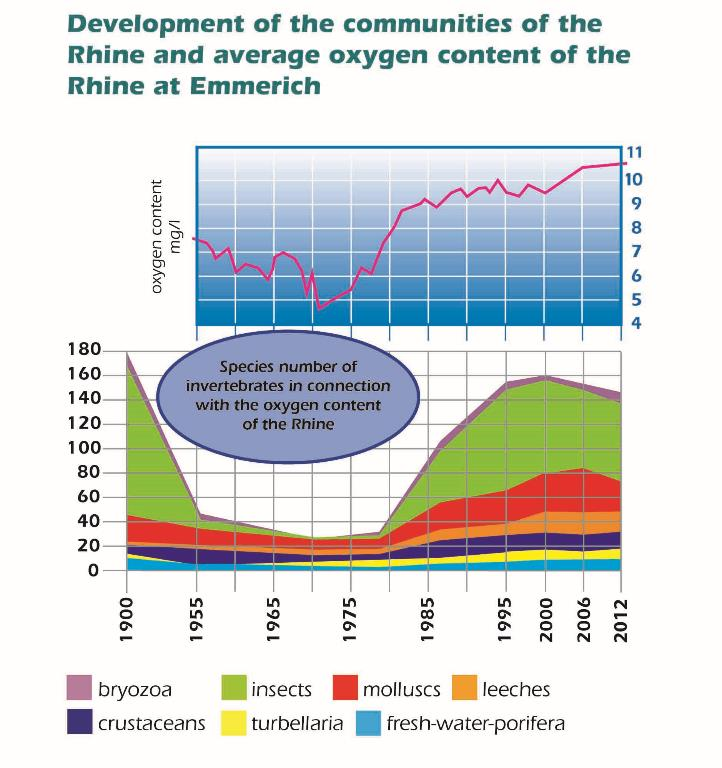 Development of the communities of the
Rhine and average oxygen content of the
Rhine at Emmerich
oxygen content
mg/l
11
10
9
8
7
6
5
4
180
160
140
120
100
80
60
40
20
0
Species number of
invertebrates in connection
with the oxygen content
of the Rhine
1900
1955
1965
1975
1985
1995
2000
2006
2012
bryozoa insects molluscs leeches
crustaceans turbellaria fresh-water-porifera